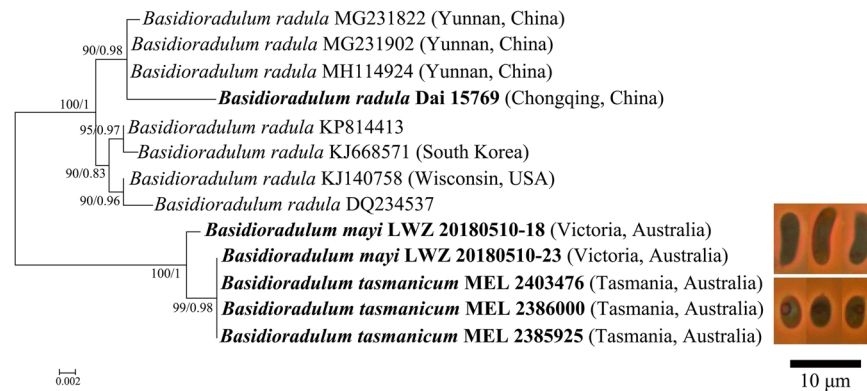 Basidioradulum radula MG231822 (Yunnan, China)
90/0.98
Basidioradulum radula MG231902 (Yunnan, China)
Basidioradulum radula MH114924 (Yunnan, China)
Basidioradulum radula Dai 15769 (Chongqing, China)
100/1
95/0.97
Basidioradulum radula KP814413
Basidioradulum radula KJ668571 (South Korea)
90/0.83
Basidioradulum radula KJ140758 (Wisconsin, USA)
90/0.96
Basidioradulum radula DQ234537
Basidioradulum mayi LWZ 20180510-18 (Victoria, Australia)
Basidioradulum mayi LWZ 20180510-23 (Victoria, Australia)
100/1
Basidioradulum tasmanicum MEL 2403476 (Tasmania, Australia)
99/0.98
Basidioradulum tasmanicum MEL 2386000 (Tasmania, Australia)
Basidioradulum tasmanicum MEL 2385925 (Tasmania, Australia)
0.002
10 μm